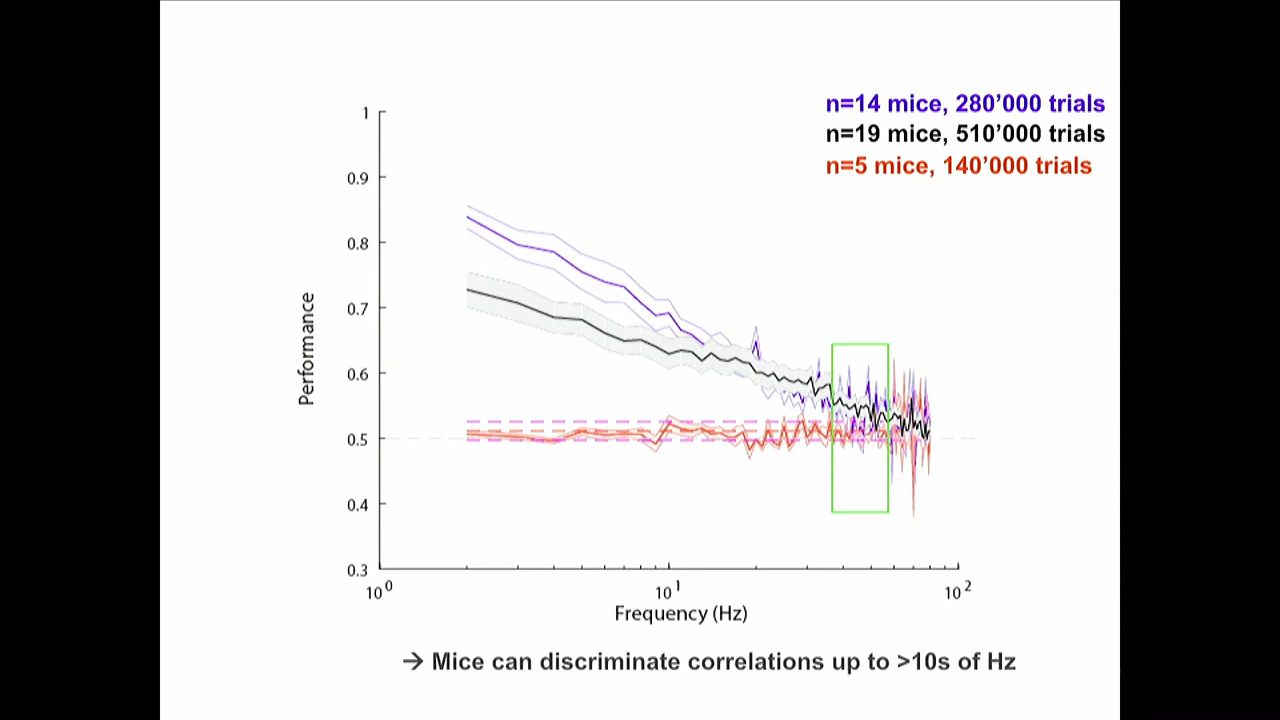 n=14 mice, 280’000 trials
n=19 mice, 510’000 trials
n=5 mice, 140’000 trials
1
0.9
0.8
0.7
0.6
0.5
0.4
0.3
Performance
10^0
10^1
10^2
Frequency (Hz)
→ Mice can discriminate correlations up to >10s of Hz